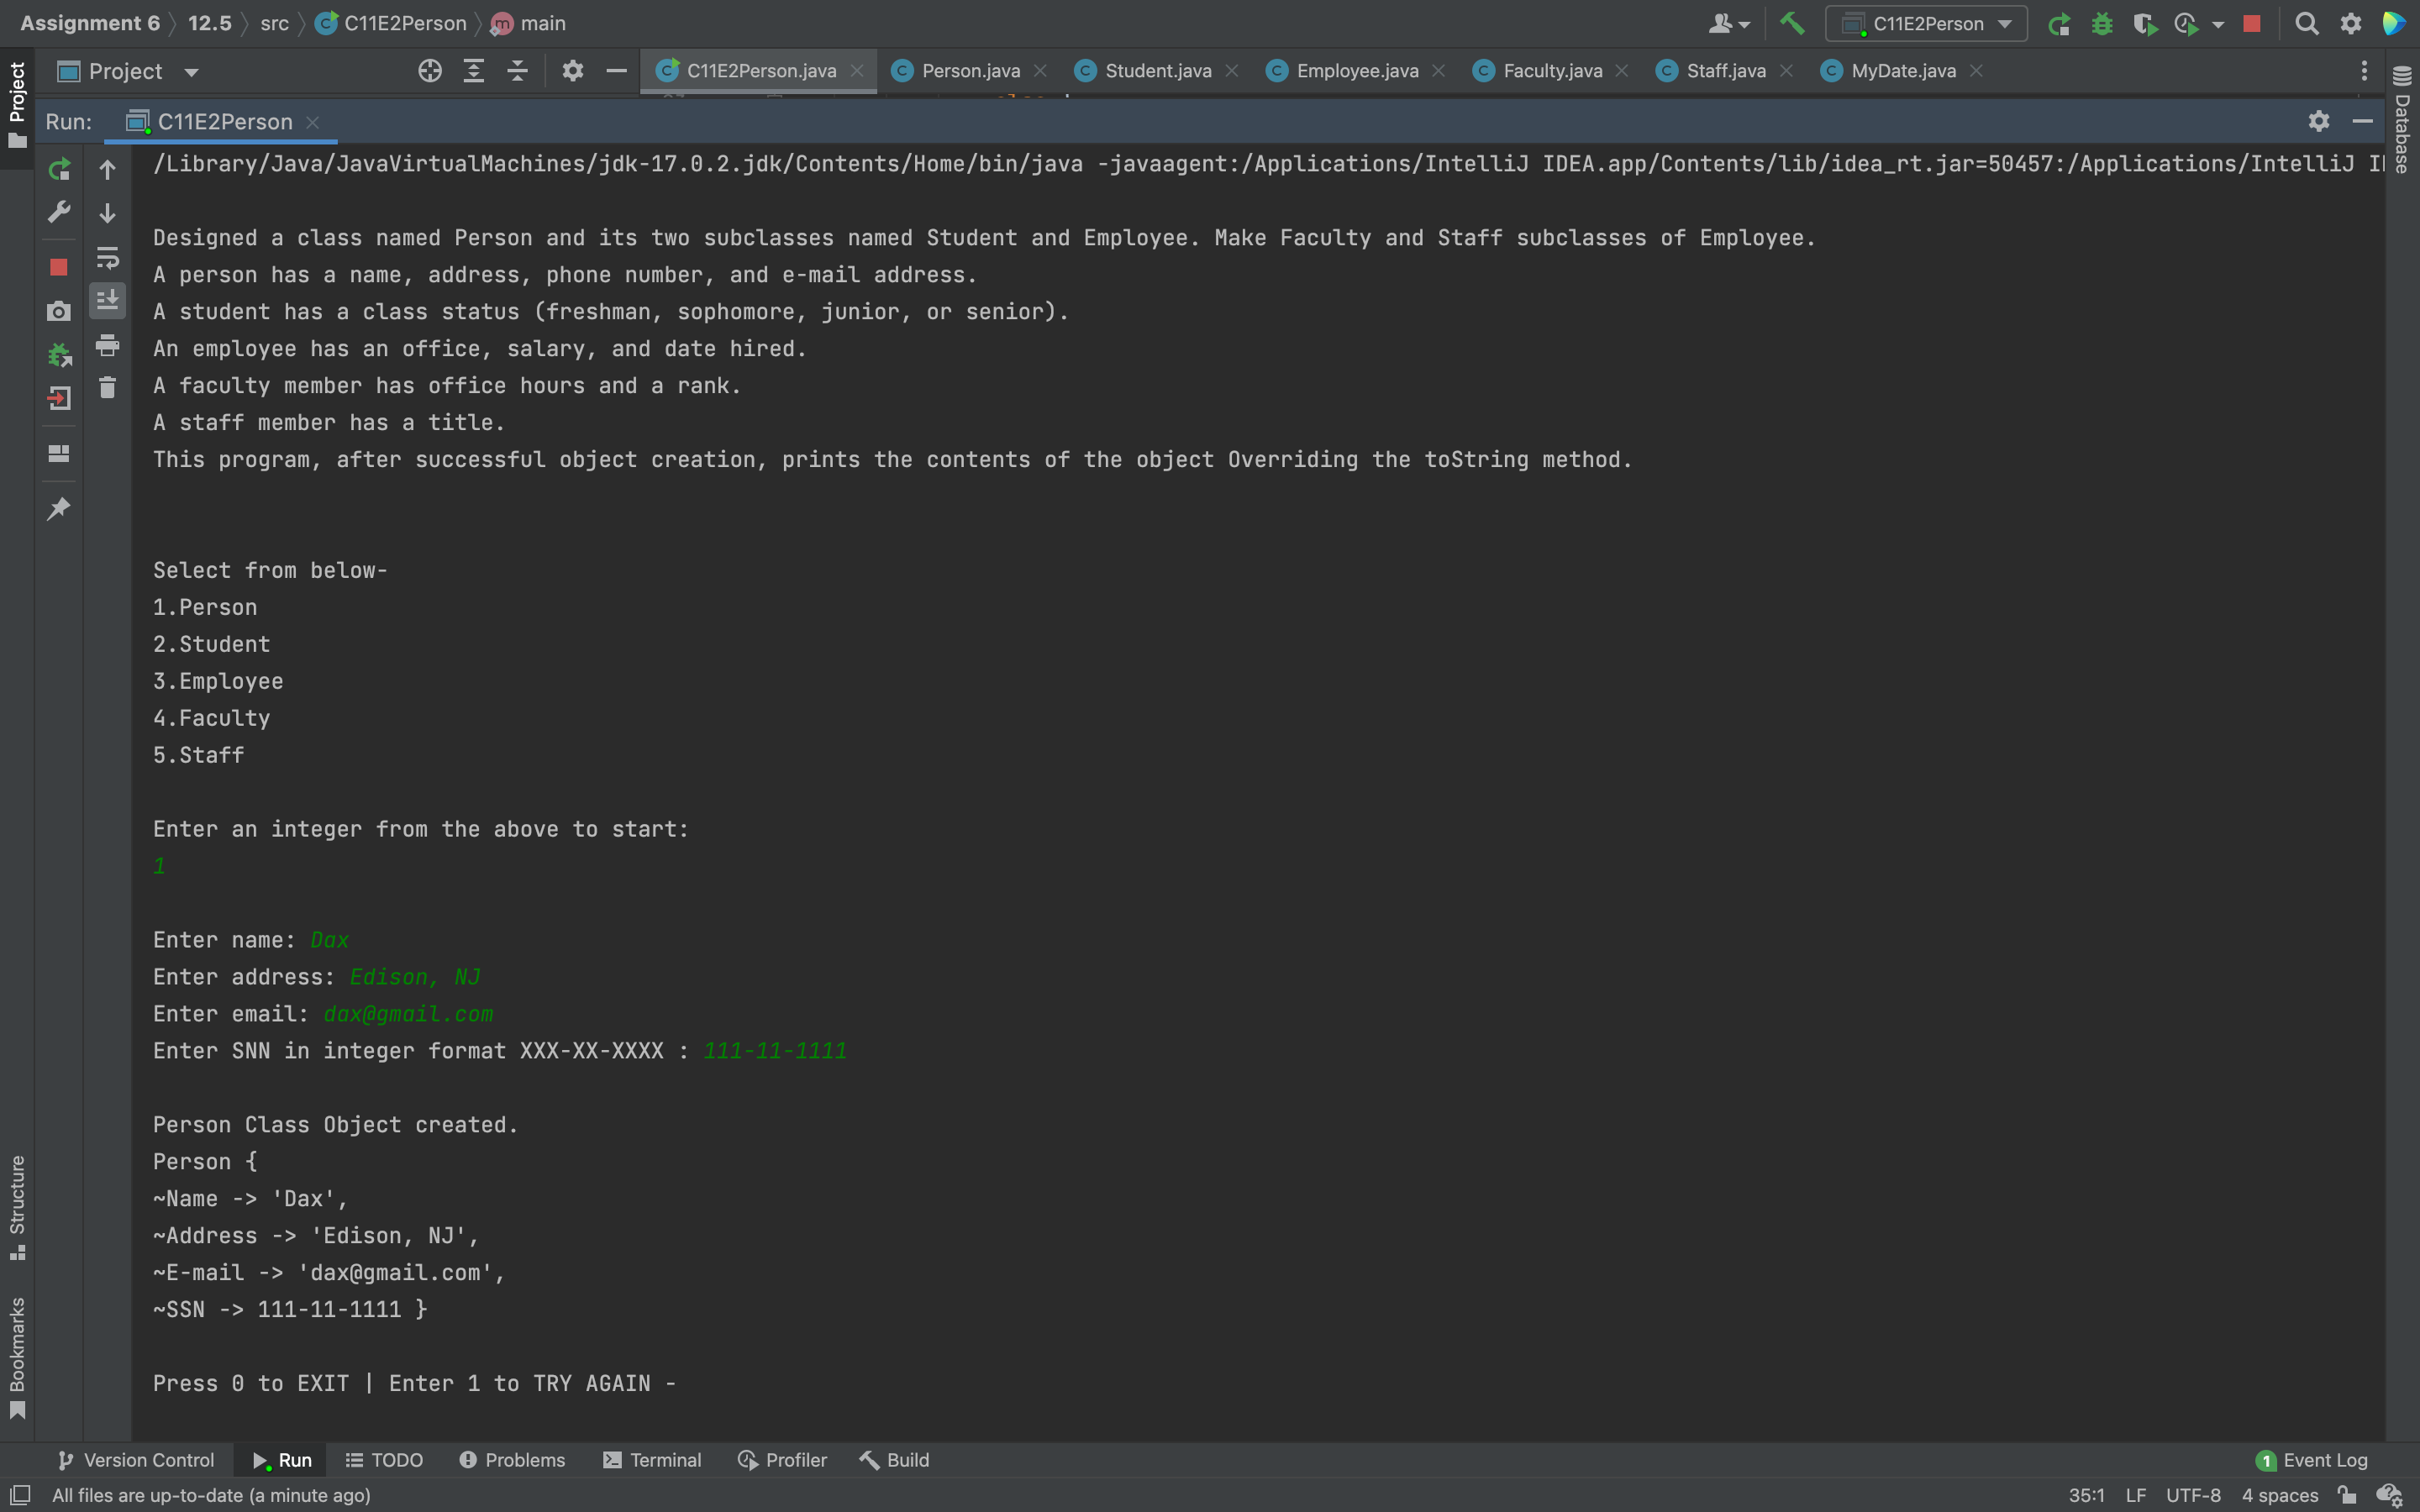 Assignment 6 12.5 src C11E2Person main
C11E2Person
Project
C11E2Person.java Person.java Student.java Employee.java Faculty.java Staff.java MyDate.java
Project
Database
Run: C11E2Person
/Library/Java/JavaVirtualMachines/jdk-17.0.2.jdk/Contents/Home/bin/java -javaagent:/Applications/IntelliJ IDEA.app/Contents/lib/idea_rt.jar=50457:/Applications/IntelliJ
Designed a class named Person and its two subclasses named Student and Employee. Make Faculty and Staff subclasses of Employee.
A person has a name, address, phone number, and e-mail address.
A student has a class status (freshman, sophomore, junior, or senior).
An employee has an office, salary, and date hired.
A faculty member has office hours and a rank.
A staff member has a title.
This program, after successful object creation, prints the contents of the object Overriding the toString method.
Select from below-
1.Person
2.Student
3.Employee
4.Faculty
5.Staff
Enter an integer from the above to start:
1
Enter name: Dax
Enter address: Edison, NJ
Enter email: dax@gmail.com
Enter SNN in integer format XXX-XX-XXXX : 111-11-1111
Person Class Object created.
Person {
~Name -> 'Dax',
~Address -> 'Edison, NJ',
~E-mail -> 'dax@gmail.com',
~SSN -> 111-11-1111 }
Press 0 to EXIT | Enter 1 to TRY AGAIN -
Structure
Bookmarks
Version Control Run TODO Problems Terminal Profiler Build 1 Event Log
All files are up-to-date (a minute ago) 35:1 LF UTF-8 4 spaces